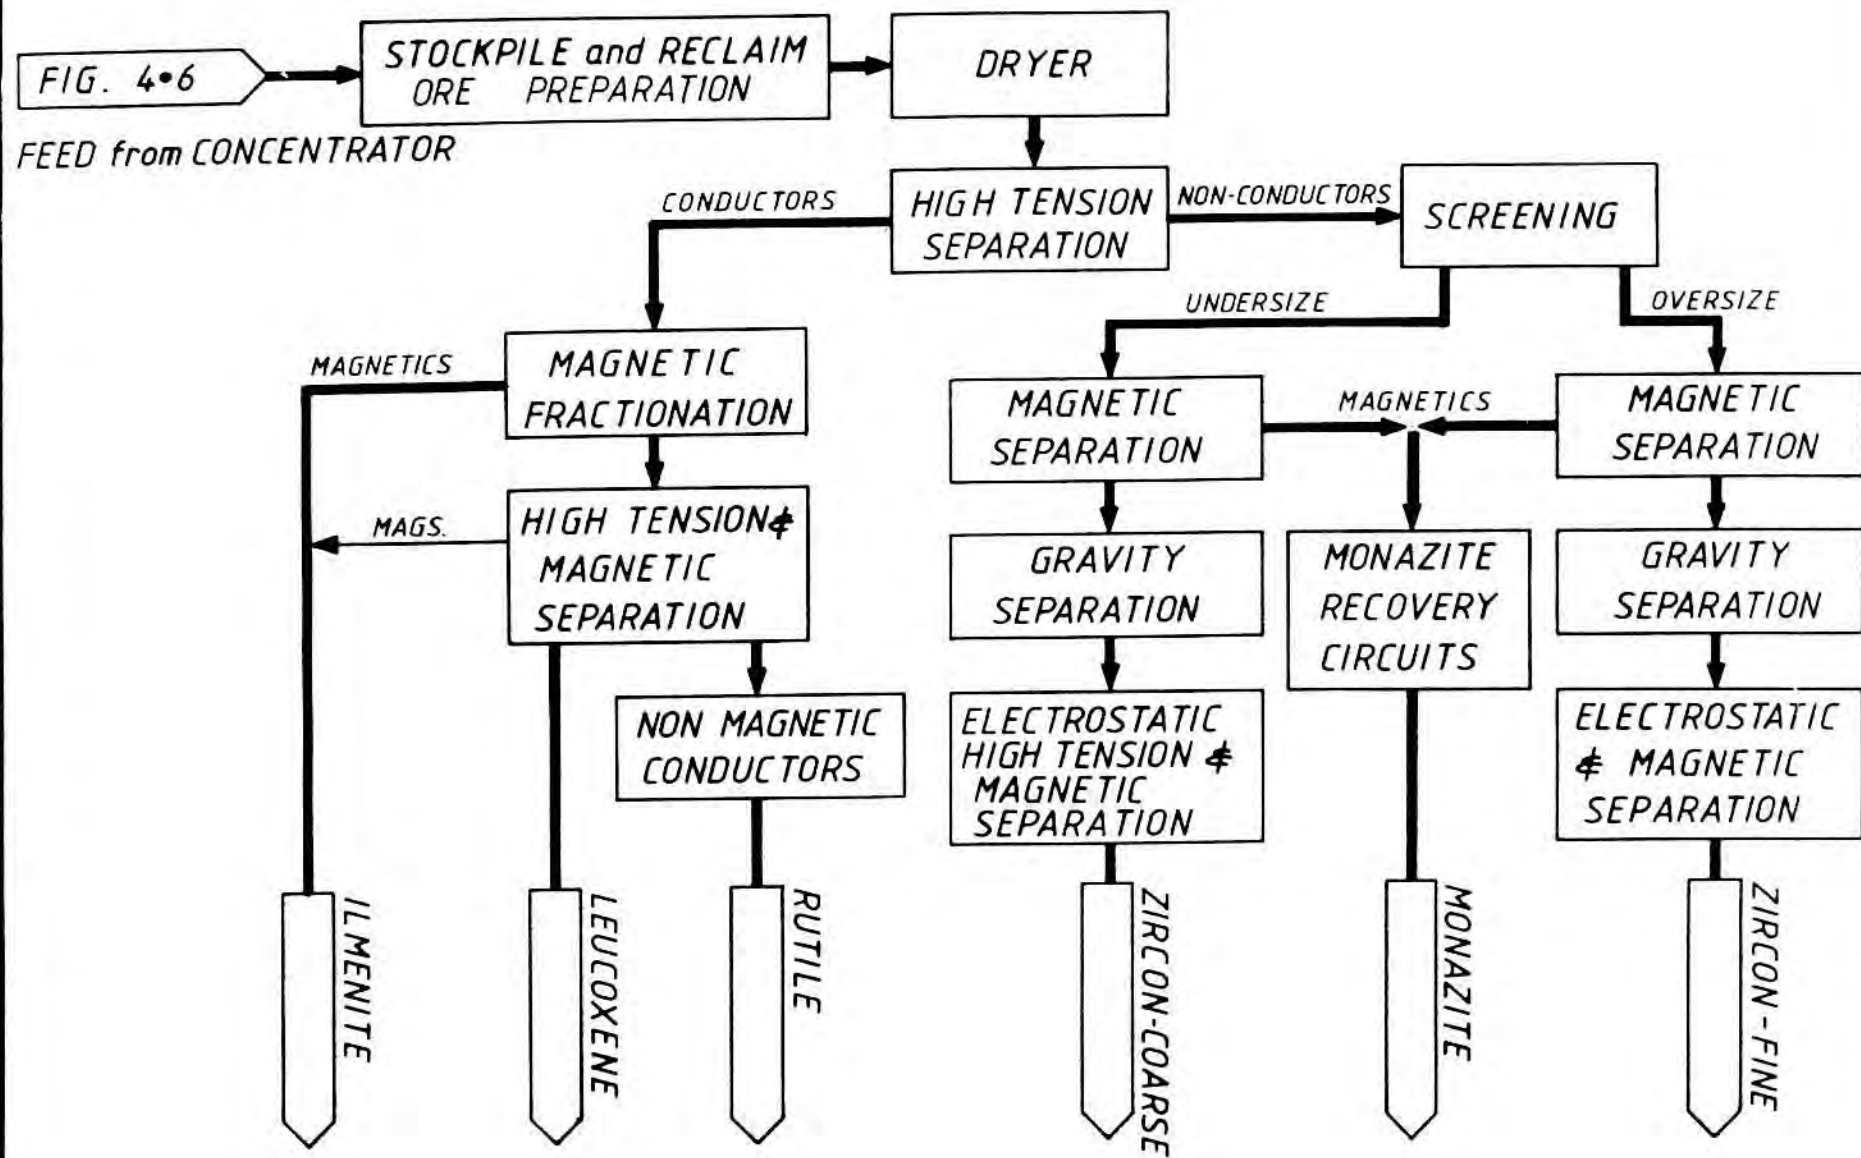 FIG. 4•6
STOCKPILE and RECLAIM
ORE PREPARATION
DRYER
FEED from CONCENTRATOR
CONDUCTORS
HIGH TENSION
SEPARATION
NON-CONDUCTORS
SCREENING
UNDERSIZE
OVERSIZE
MAGNETICS
MAGNETIC
FRACTIONATION
MAGNETIC
SEPARATION
MAGNETICS
MAGNETIC
SEPARATION
MAGS.
HIGH TENSION &
MAGNETIC
SEPARATION
GRAVITY
SEPARATION
MONAZITE
RECOVERY
CIRCUITS
GRAVITY
SEPARATION
NON MAGNETIC
CONDUCTORS
ELECTROSTATIC
HIGH TENSION &
MAGNETIC
SEPARATION
ELECTROSTATIC
& MAGNETIC
SEPARATION
ILMENITE
LEUCOXENE
RUTILE
ZIRCON-COARSE
MONAZITE
ZIRCON-FINE